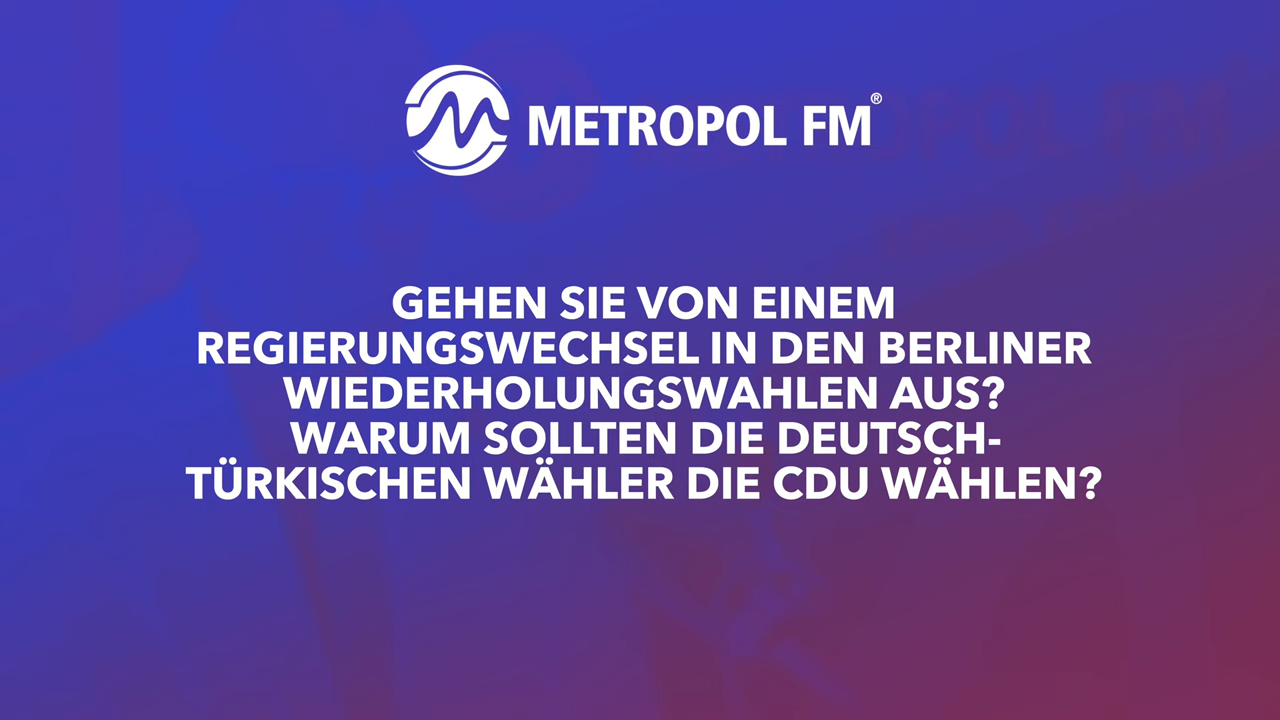 METROPOL FM®
GEHEN SIE VON EINEM
REGIERUNGSWECHSEL IN DEN BERLINER
WIEDERHOLUNGSWAHLEN AUS?
WARUM SOLLTEN DIE DEUTSCH-
TÜRKISCHEN WÄHLER DIE CDU WÄHLEN?